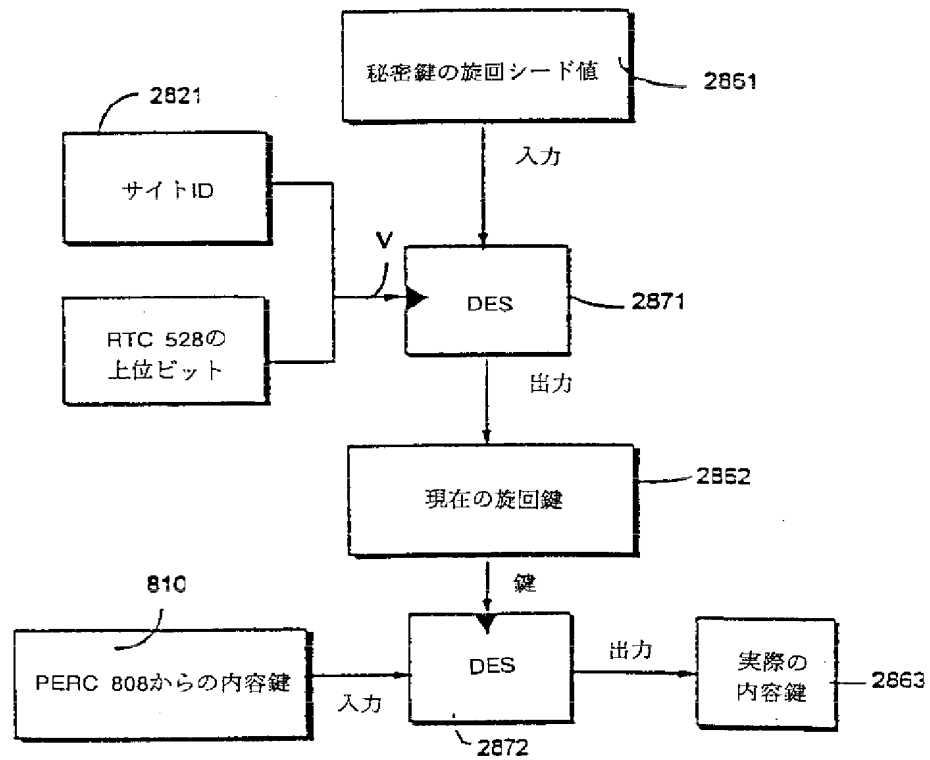 秘密鍵の旋回シード値
2861
2821
サイトID
入力
V
DES
2871
RTC 528の
上位ビット
出力
現在の旋回鍵
2862
鍵
810
PERC 808からの内容鍵
入力
DES
2872
出力
実際の
内容鍵
2863